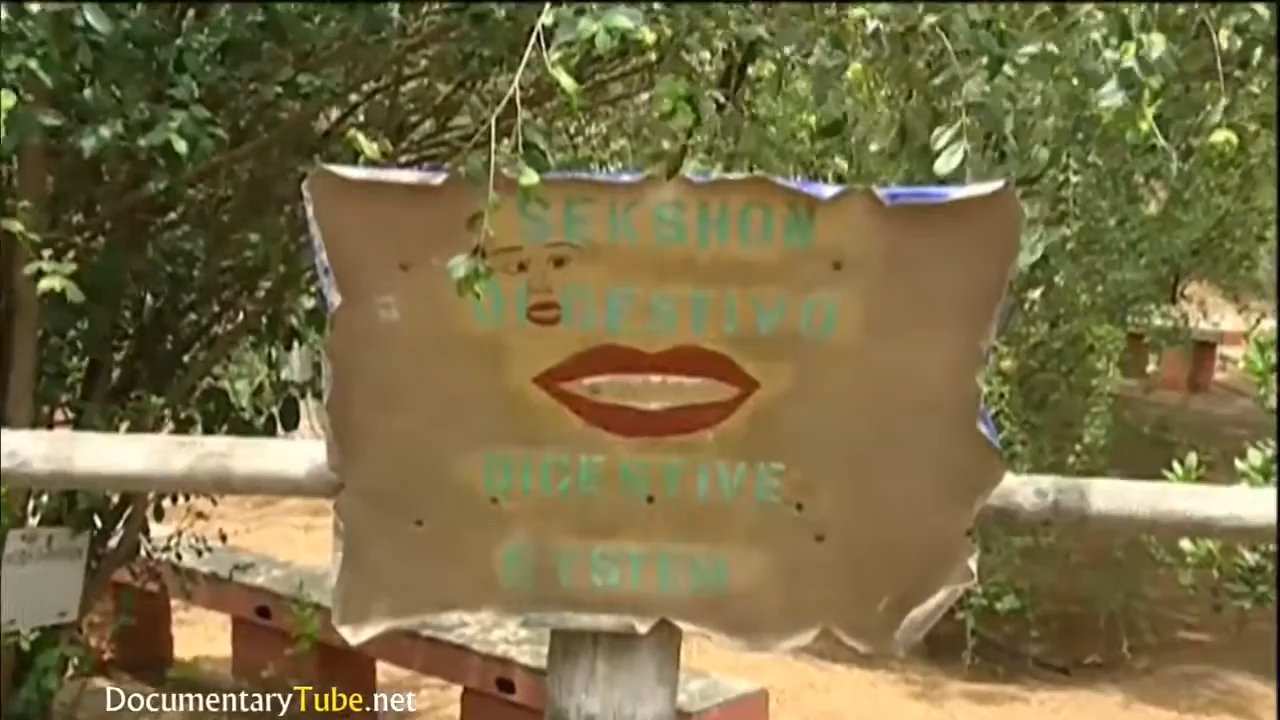 SEKSHON
DIGESTIVO
DIGESTIVE
SYSTEM
DocumentaryTube.net